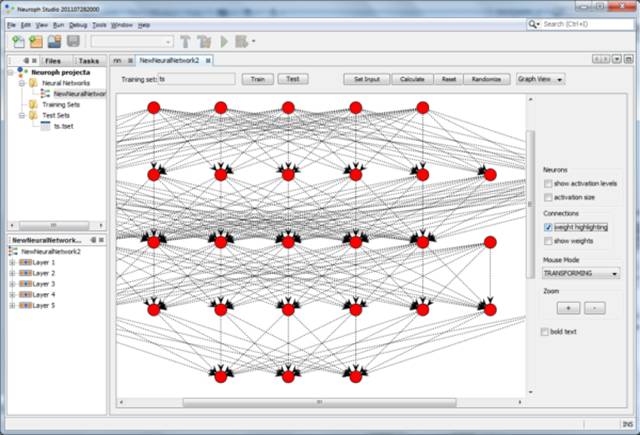 Neuroph Studio 201107282000
File Edit View Run Debug Tools Window Help
Search (Ctrl+I)
Files Tasks
Neuroph projecta
Neural Networks
NewNeuralNetwor
Training Sets
Test Sets
ts.tset
nn NewNeuralNetwork2
Training set: ts Train Test Set Input Calculate Reset Randomize Graph View
Neurons
show activation levels
activation size
Connections
weight highlighting
show weights
Mouse Mode
TRANSFORMING
Zoom
+ -
bold text
NewNeuralNetwork...
NewNeuralNetwork2
Layer 1
Layer 2
Layer 3
Layer 4
Layer 5
INS